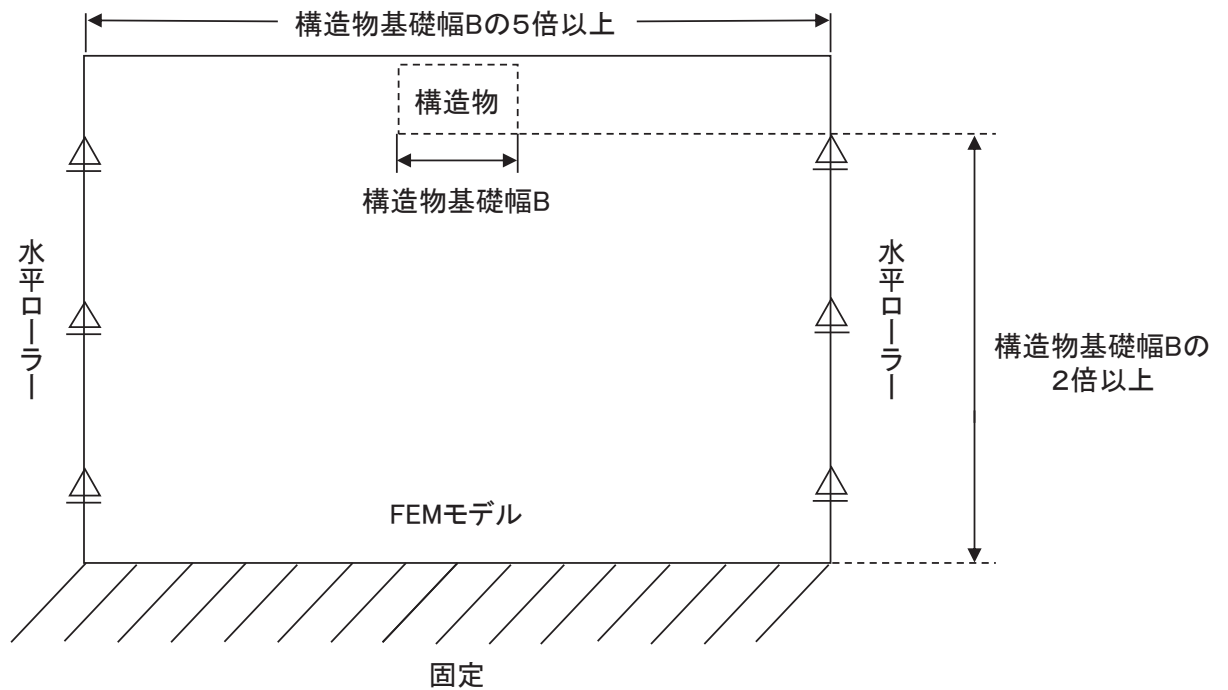 構造物基礎幅Bの5倍以上
構造物
構造物基礎幅B
水平ローラー
水平ローラー
構造物基礎幅Bの
2倍以上
FEMモデル
固定